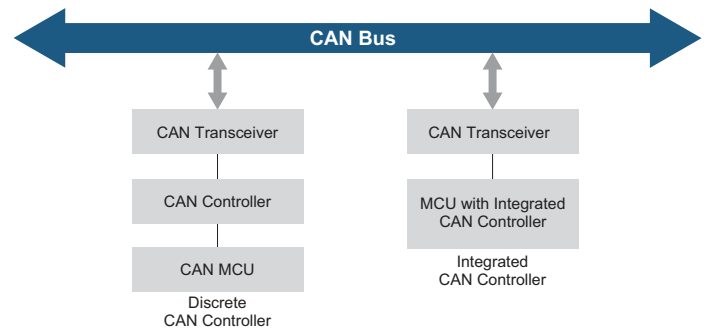 CAN Bus
CAN Transceiver
CAN Controller
CAN MCU
Discrete
CAN Controller
CAN Transceiver
MCU with Integrated
CAN Controller
Integrated
CAN Controller